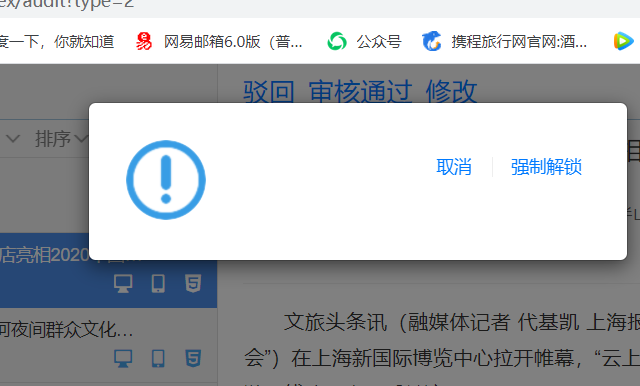 ex/audit?type=2
度一下，你就知道 网易邮箱6.0版（普... 公众号 携程旅行网官网:酒...
驳回 审核通过 修改
排序
取消 强制解锁
店亮相2020
河夜间群众文化...
文旅头条讯（融媒体记者 代基凯 上海报
会”）在上海新国际博览中心拉开帷幕，“云上